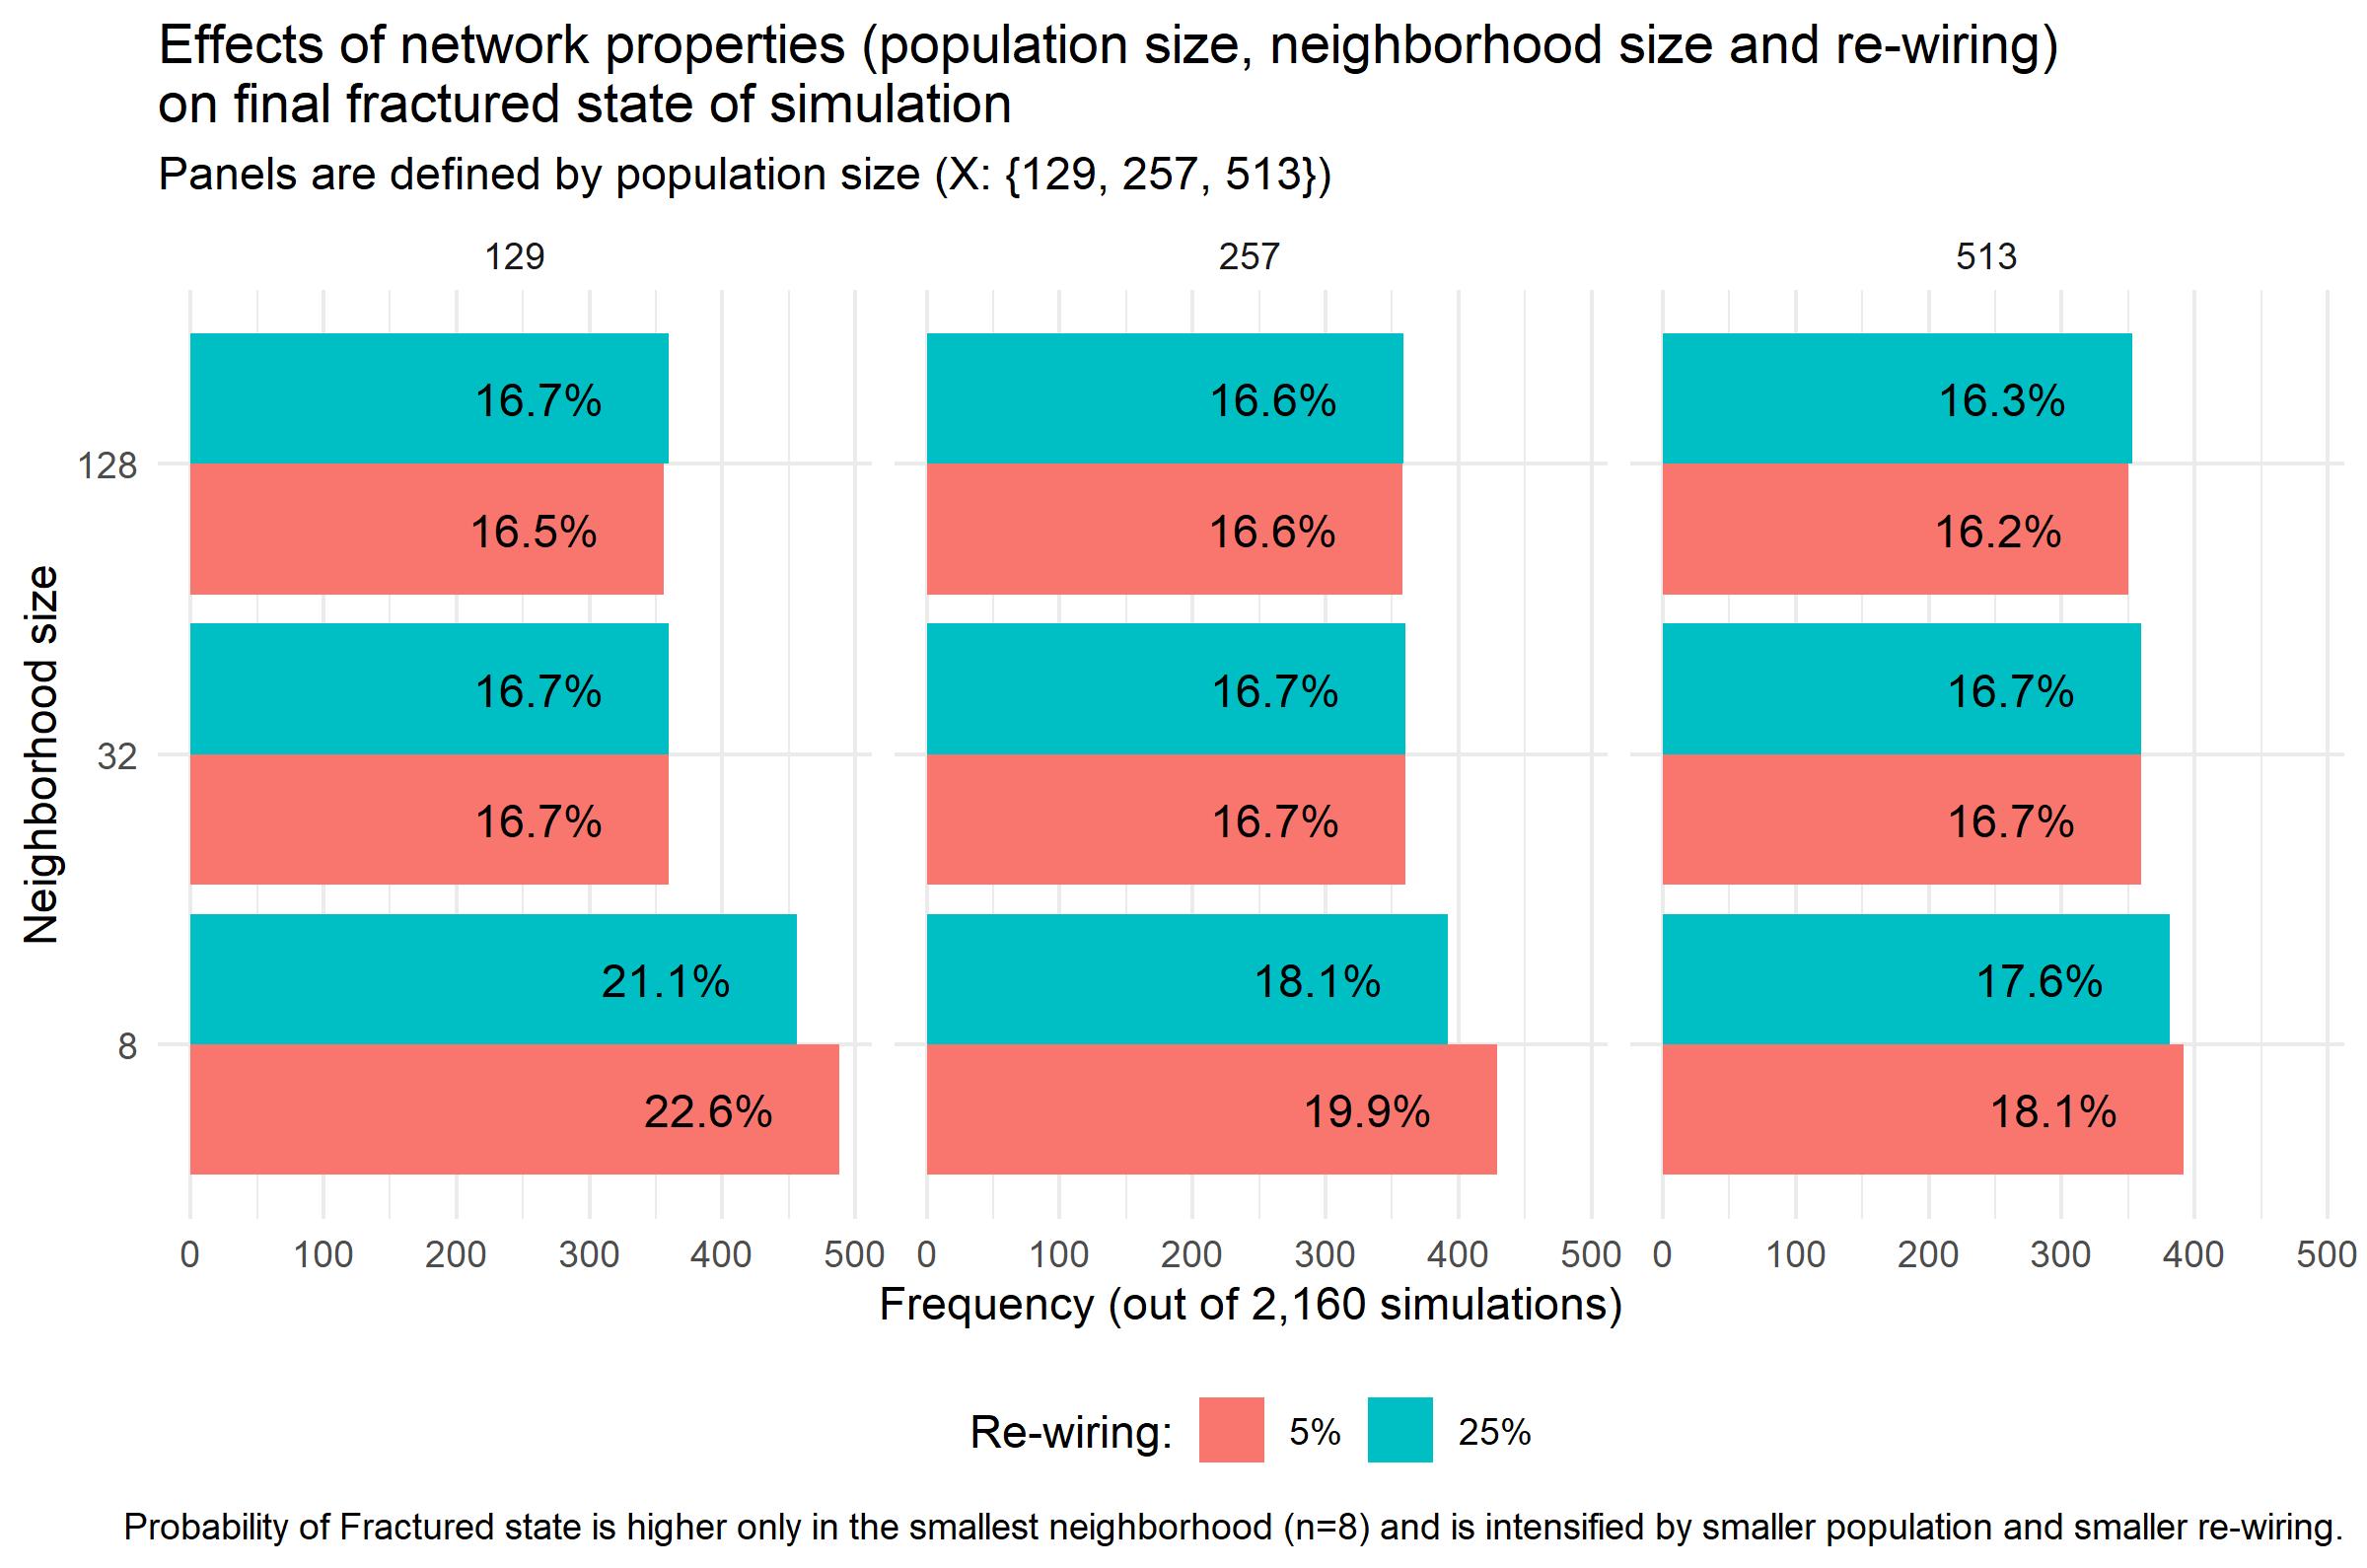 Effects of network properties (population size, neighborhood size and re-wiring)
on final fractured state of simulation
Panels are defined by population size (X: {129, 257, 513})
129 257 513
Neighborhood size
128
16.7% 16.6% 16.3%
16.5% 16.6% 16.2%
32
16.7% 16.7% 16.7%
16.7% 16.7% 16.7%
8
21.1% 18.1% 17.6%
22.6% 19.9% 18.1%
0 100 200 300 400 500 0 100 200 300 400 500 0 100 200 300 400 500
Frequency (out of 2,160 simulations)
Re-wiring: 5% 25%
Probability of Fractured state is higher only in the smallest neighborhood (n=8) and is intensified by smaller population and smaller re-wiring.